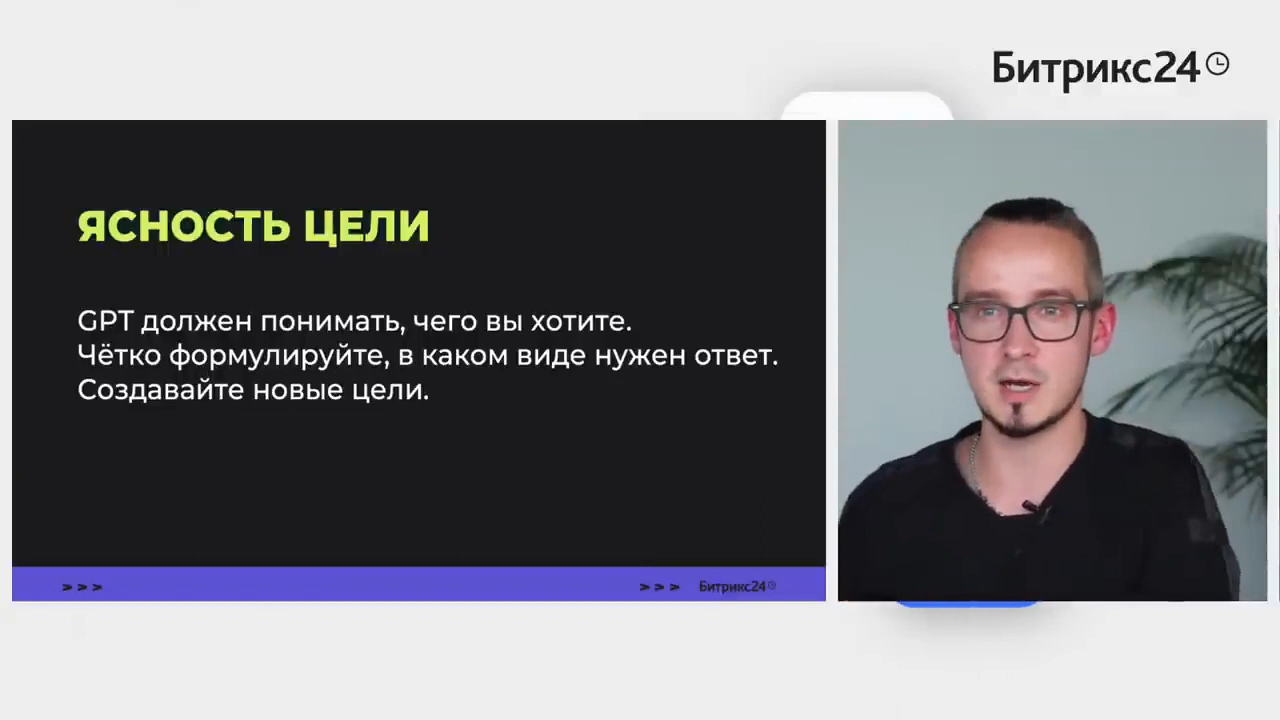 Битрикс24
ЯСНОСТЬ ЦЕЛИ
GPT должен понимать, чего вы хотите.
Чётко формулируйте, в каком виде нужен ответ.
Создавайте новые цели.
> > >
> > > Битрикс24